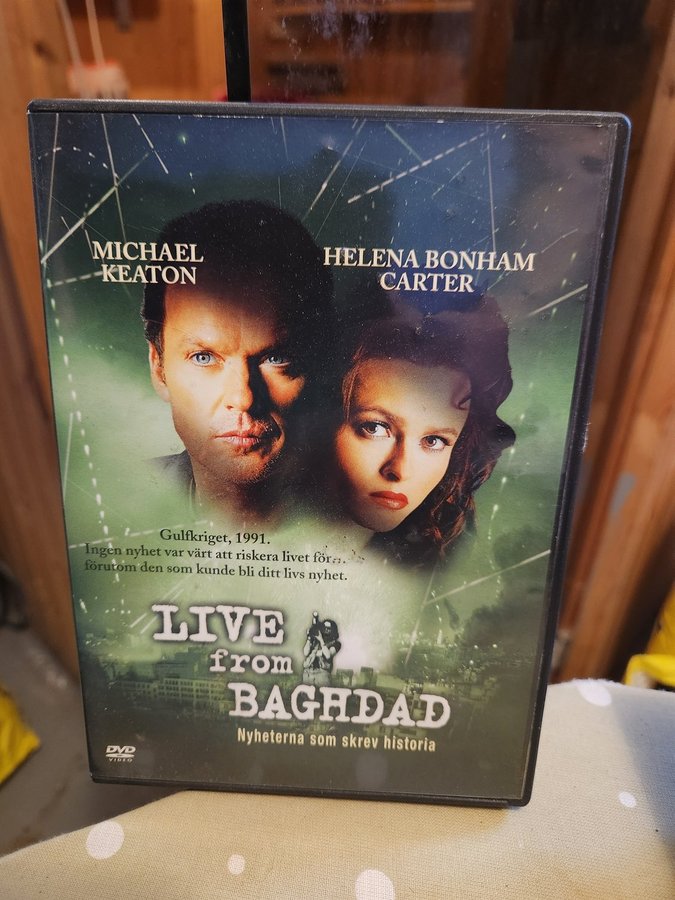 MICHAEL
KEATON
HELENA BONHAM
CARTER
Gulfkriget, 1991.
Ingen nyhet var värt att riskera livet för...
förutom den som kunde bli ditt livs nyhet.
LIVE
from
BAGHDAD
Nyheterna som skrev historia
DVD
VIDEO